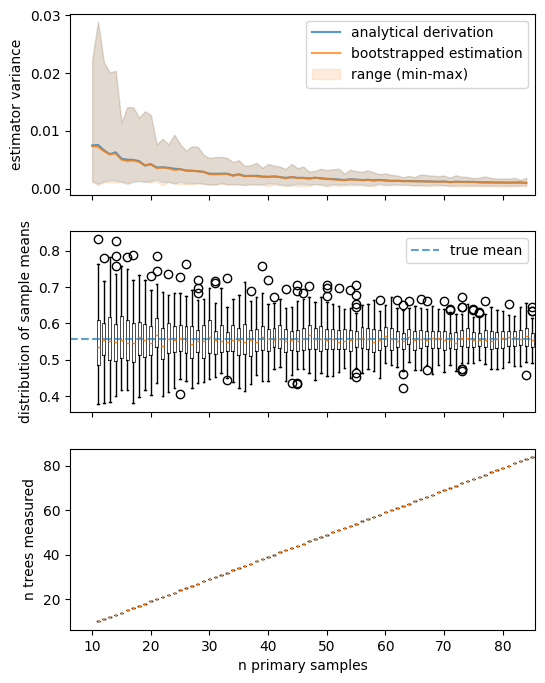 0.03
0.02
0.01
0.00
estimator variance
analytical derivation
bootstrapped estimation
range (min-max)
0.8
0.7
0.6
0.5
0.4
distribution of sample means
true mean
80
60
40
20
n trees measured
10 20 30 40 50 60 70 80
n primary samples